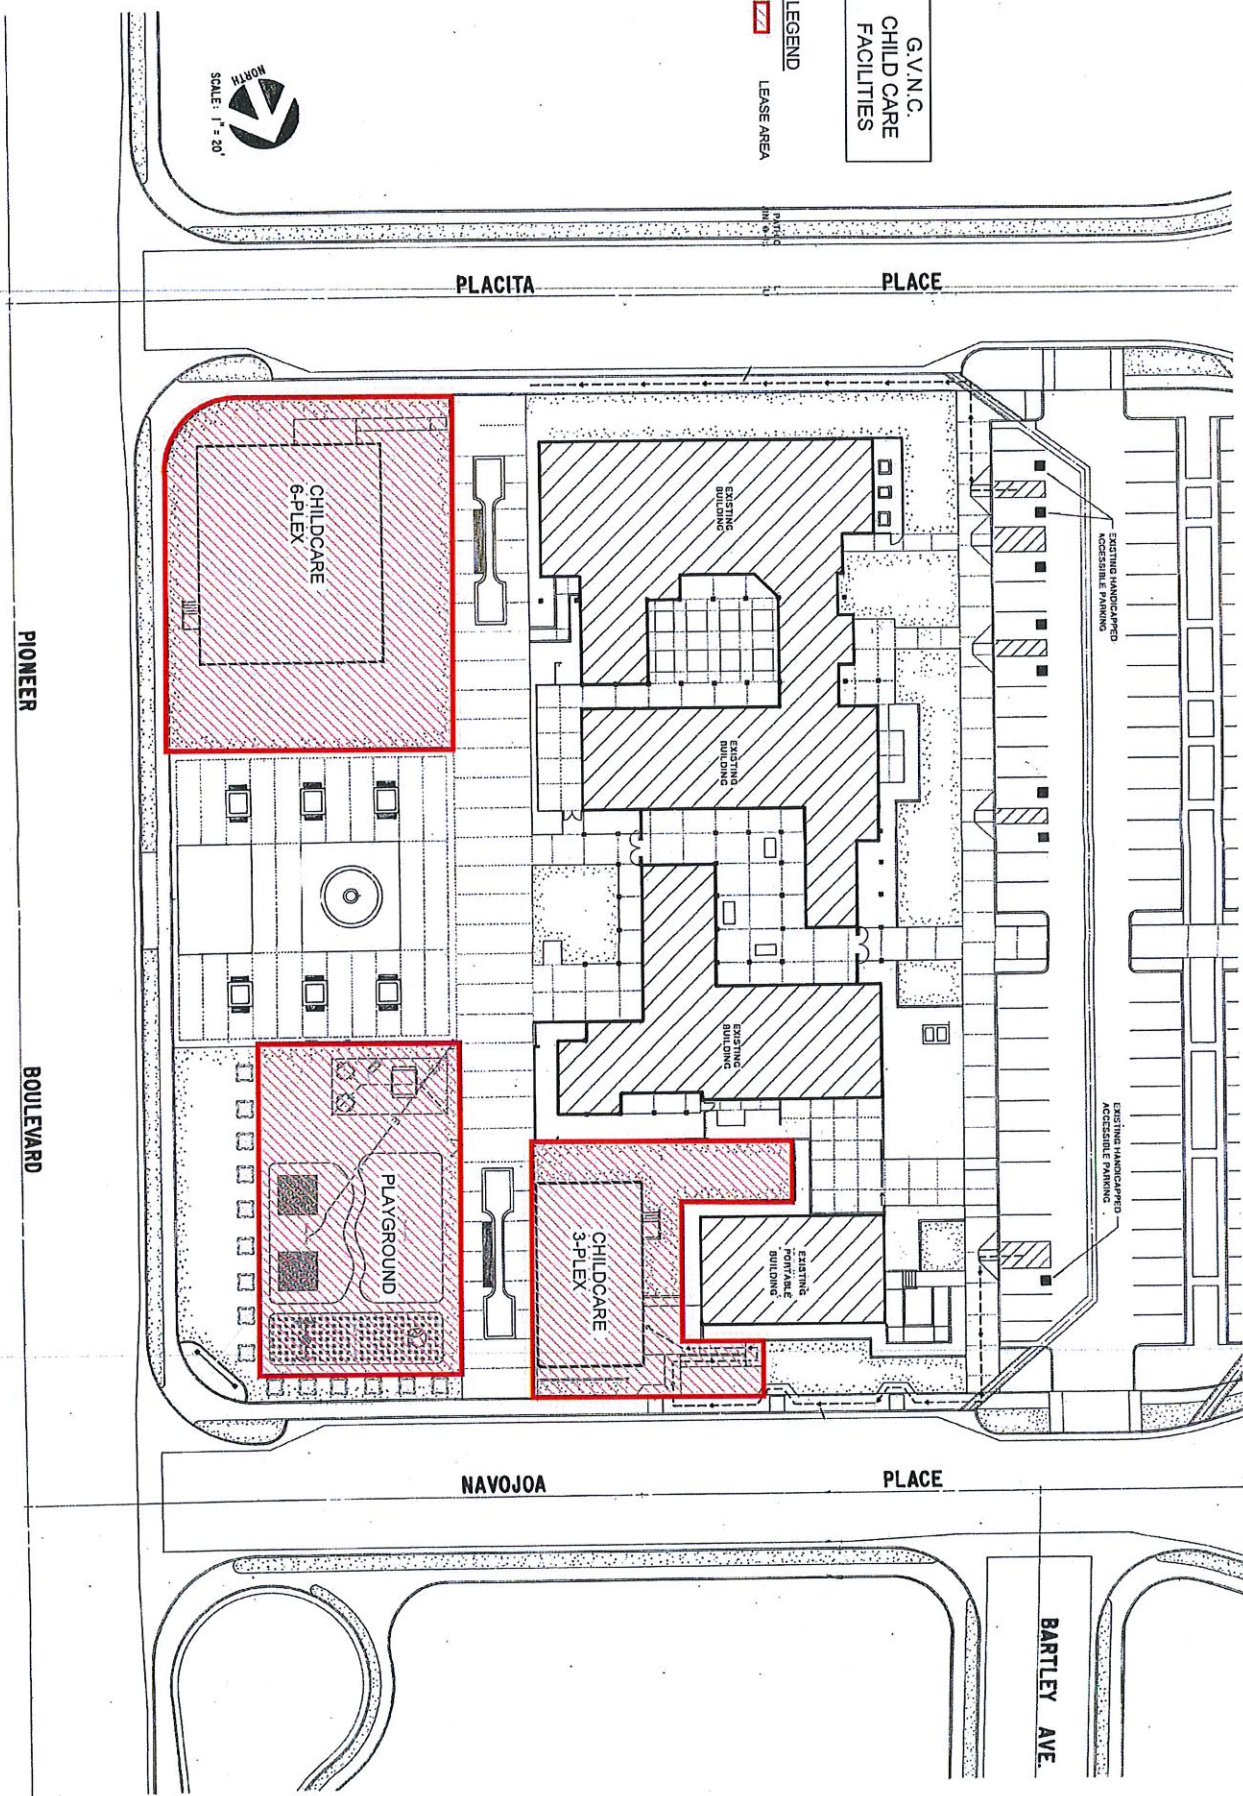 G.V.N.C.
CHILD CARE
FACILITIES
LEGEND
LEASE AREA
NORTH
SCALE: 1" = 20'
PLACITA
PLACE
EXISTING HANDICAPPED
ACCESSIBLE PARKING
EXISTING
BUILDING
CHILDCARE
6-PLEX
EXISTING
BUILDING
PIONEER
BOULEVARD
EXISTING
BUILDING
EXISTING HANDICAPPED
ACCESSIBLE PARKING
PLAYGROUND
CHILDCARE
3-PLEX
EXISTING
PORTABLE
BUILDING
NAVOJOA
PLACE
BARTLEY AVE.